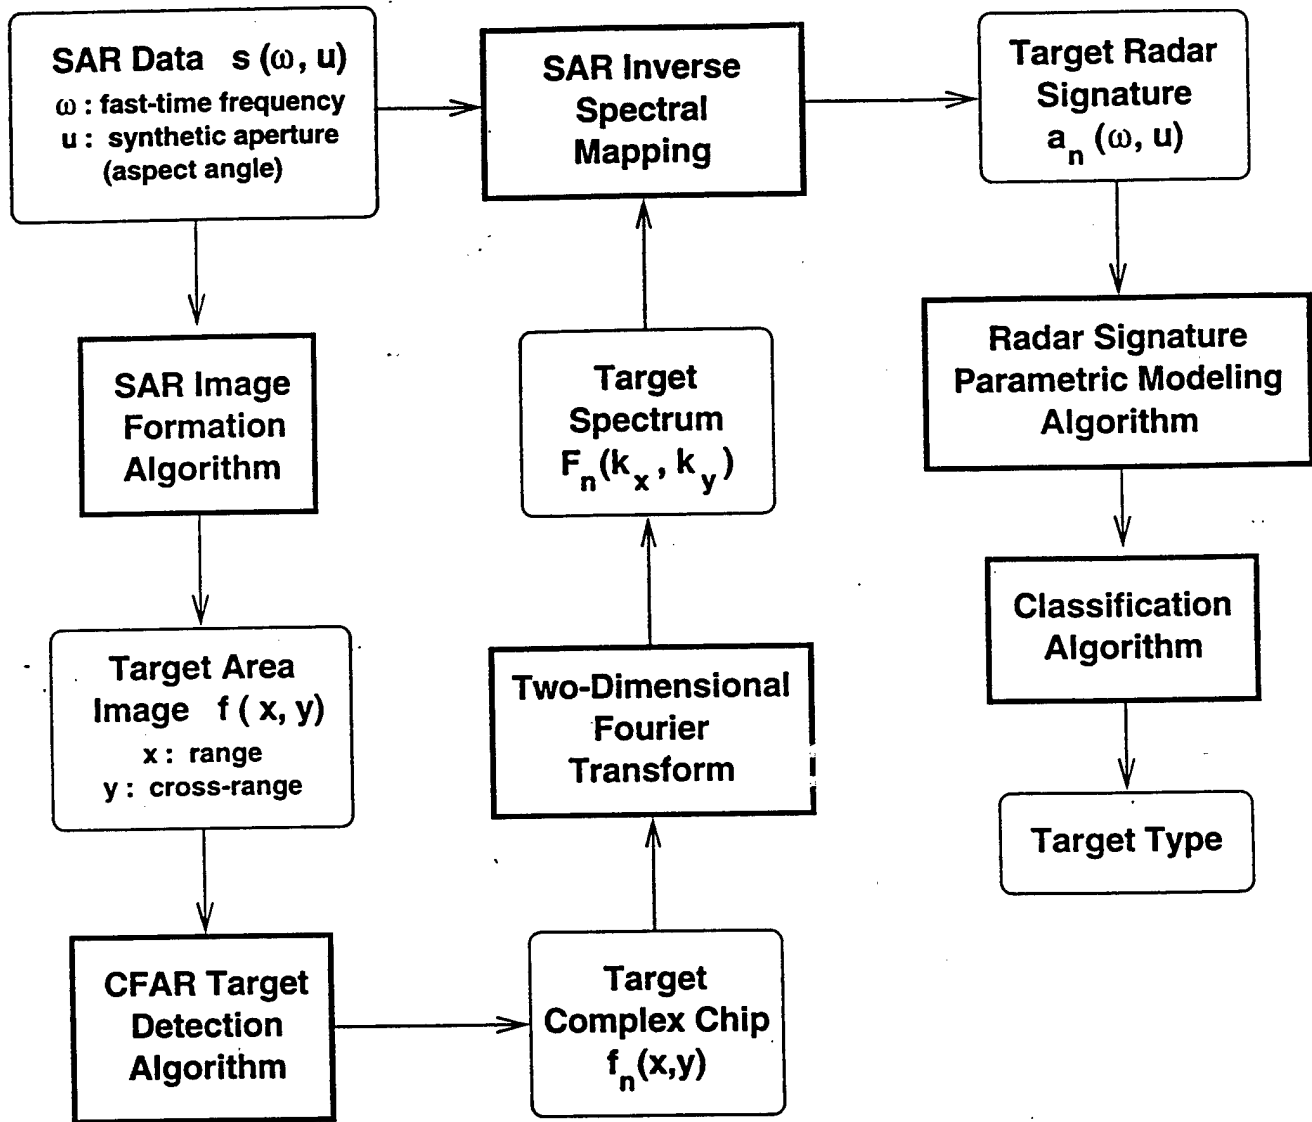 SAR Data s (ω, u)
ω : fast-time frequency
u : synthetic aperture
(aspect angle)
SAR Image
Formation
Algorithm
Target Area
Image f ( x, y)
x : range
y : cross-range
CFAR Target
Detection
Algorithm
Target
Complex Chip
f_n(x,y)
Two-Dimensional
Fourier
Transform
Target
Spectrum
F_n(k_x , k_y)
SAR Inverse
Spectral
Mapping
Target Radar
Signature
a_n (ω, u)
Radar Signature
Parametric Modeling
Algorithm
Classification
Algorithm
Target Type